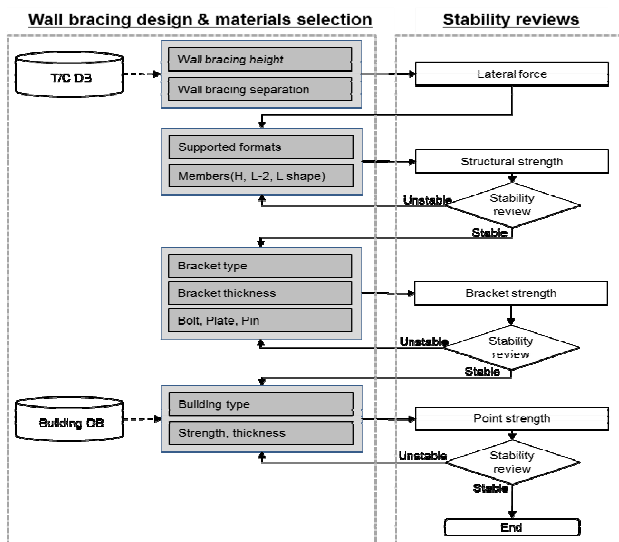 Wall bracing design & materials selection
Stability reviews
T/C DB
Wall bracing height
Wall bracing separation
Lateral force
Supported formats
Members(H, L-2, L shape)
Structural strength
Unstable
Stability
review
Stable
Bracket type
Bracket thickness
Bolt, Plate, Pin
Bracket strength
Unstable
Stability
review
Stable
Building DB
Building type
Strength, thickness
Point strength
Unstable
Stability
review
Stable
End